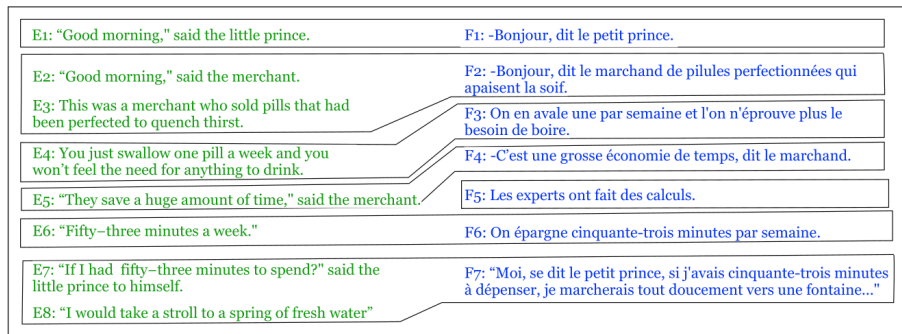 E1: “Good morning," said the little prince.
F1: -Bonjour, dit le petit prince.
E2: “Good morning," said the merchant.
F2: -Bonjour, dit le marchand de pilules perfectionnées qui
apaisent la soif.
E3: This was a merchant who sold pills that had
been perfected to quench thirst.
F3: On en avale une par semaine et l'on n'éprouve plus le
besoin de boire.
E4: You just swallow one pill a week and you
won’t feel the need for anything to drink.
F4: -C’est une grosse économie de temps, dit le marchand.
E5: “They save a huge amount of time," said the merchant.
F5: Les experts ont fait des calculs.
E6: “Fifty−three minutes a week."
F6: On épargne cinquante-trois minutes par semaine.
E7: “If I had  fifty−three minutes to spend?" said the
little prince to himself.
F7: “Moi, se dit le petit prince, si j'avais cinquante-trois minutes
à dépenser, je marcherais tout doucement vers une fontaine..."
E8: “I would take a stroll to a spring of fresh water”